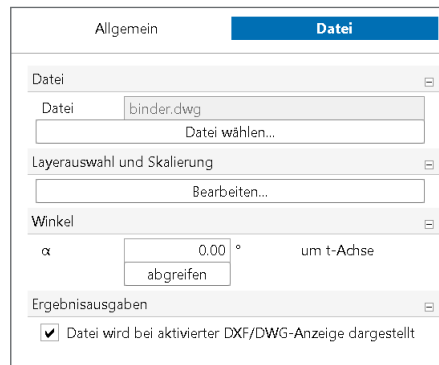 Allgemein Datei
Datei
Datei binder.dwg
Datei wählen...
Layerauswahl und Skalierung
Bearbeiten...
Winkel
α 0.00 ° um t-Achse
abgreifen
Ergebnisausgaben
Datei wird bei aktivierter DXF/DWG-Anzeige dargestellt